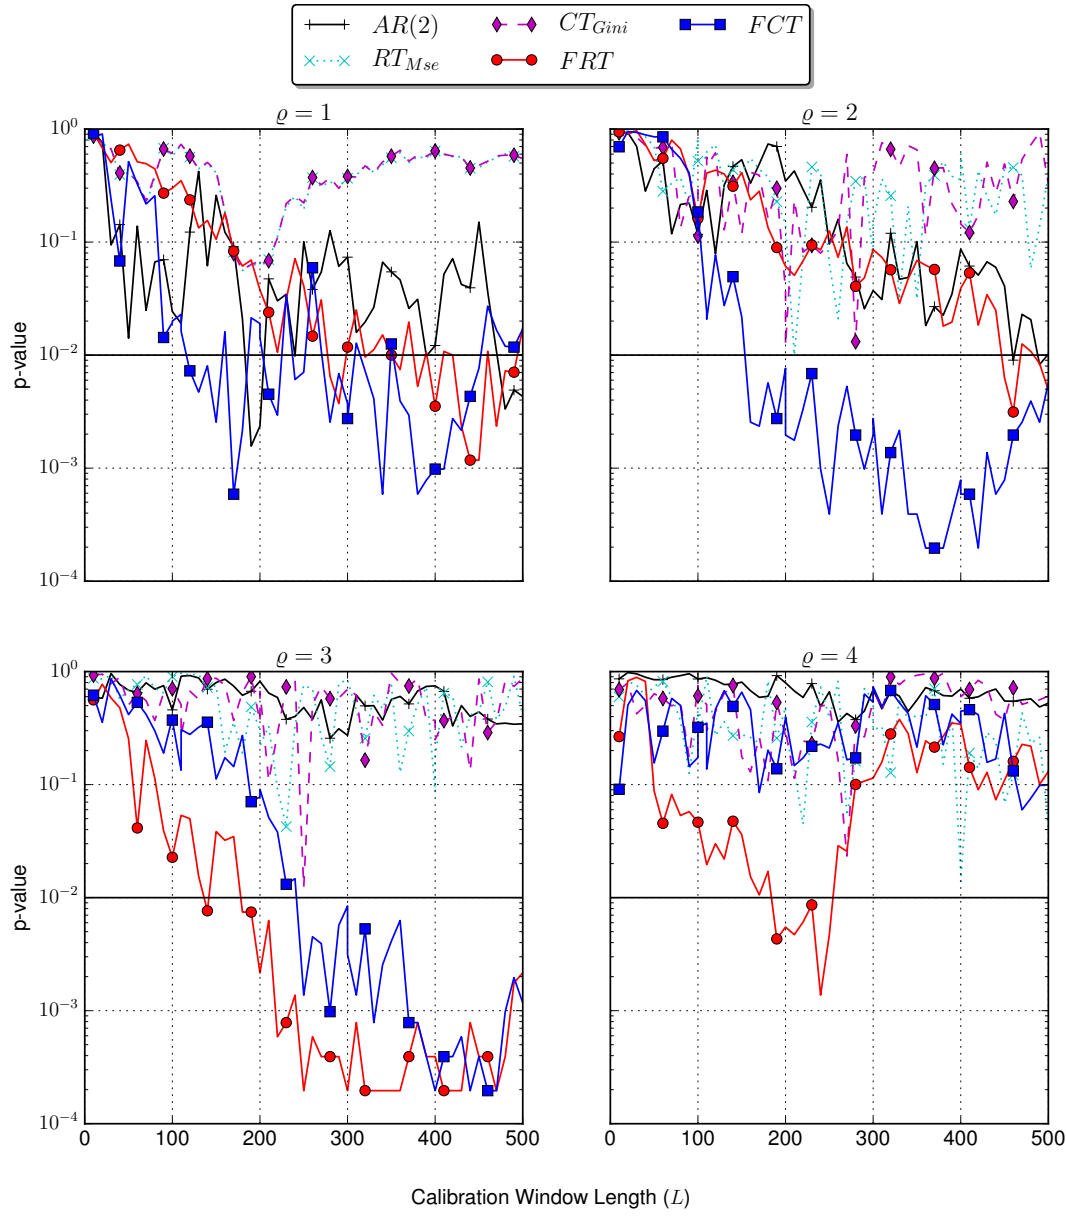 AR(2) CT_Gini FCT
RT_Mse FRT
ϱ = 1 ϱ = 2
10^0
10^-1
10^-2
10^-3
10^-4
p-value
ϱ = 3 ϱ = 4
10^0
10^-1
10^-2
10^-3
10^-4
p-value
0 100 200 300 400 500 0 100 200 300 400 500
Calibration Window Length (L)